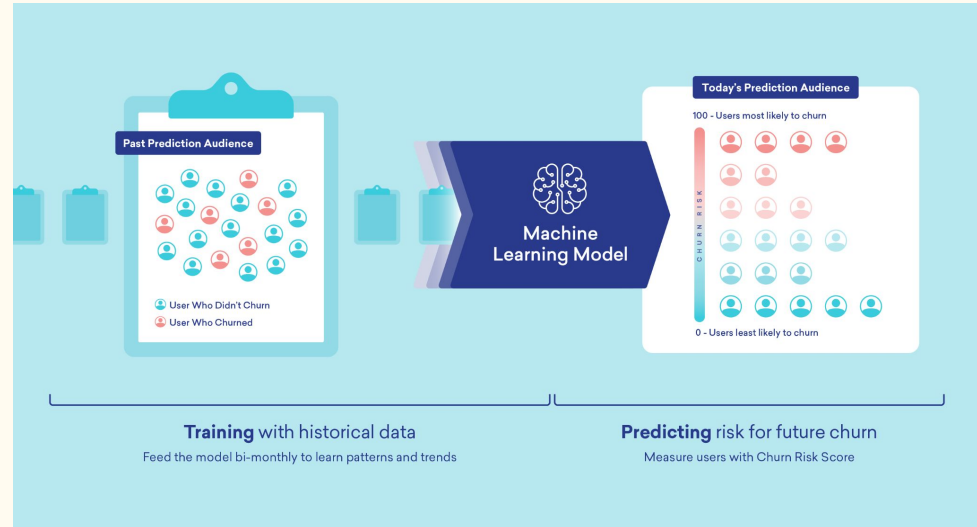 Past Prediction Audience
User Who Didn't Churn
User Who Churned
Machine
Learning Model
Today's Prediction Audience
100 - Users most likely to churn
CHURN RISK
0 - Users least likely to churn
Training with historical data
Feed the model bi-monthly to learn patterns and trends
Predicting risk for future churn
Measure users with Churn Risk Score